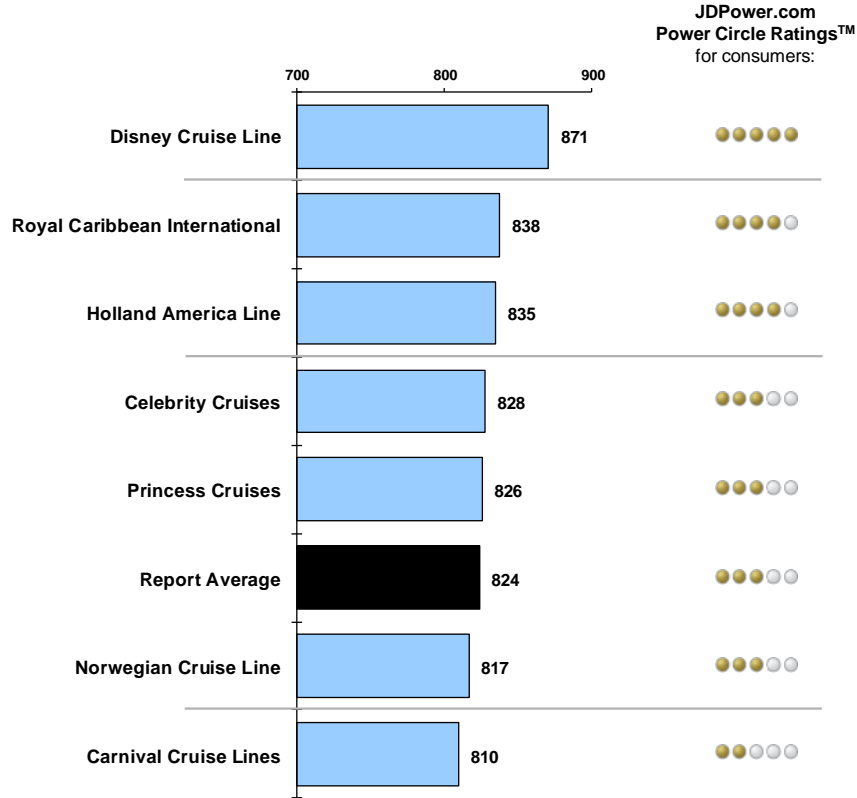 JDPower.com
Power Circle Ratings™
for consumers:
700 800 900
Disney Cruise Line 871
Royal Caribbean International 838
Holland America Line 835
Celebrity Cruises 828
Princess Cruises 826
Report Average 824
Norwegian Cruise Line 817
Carnival Cruise Lines 810